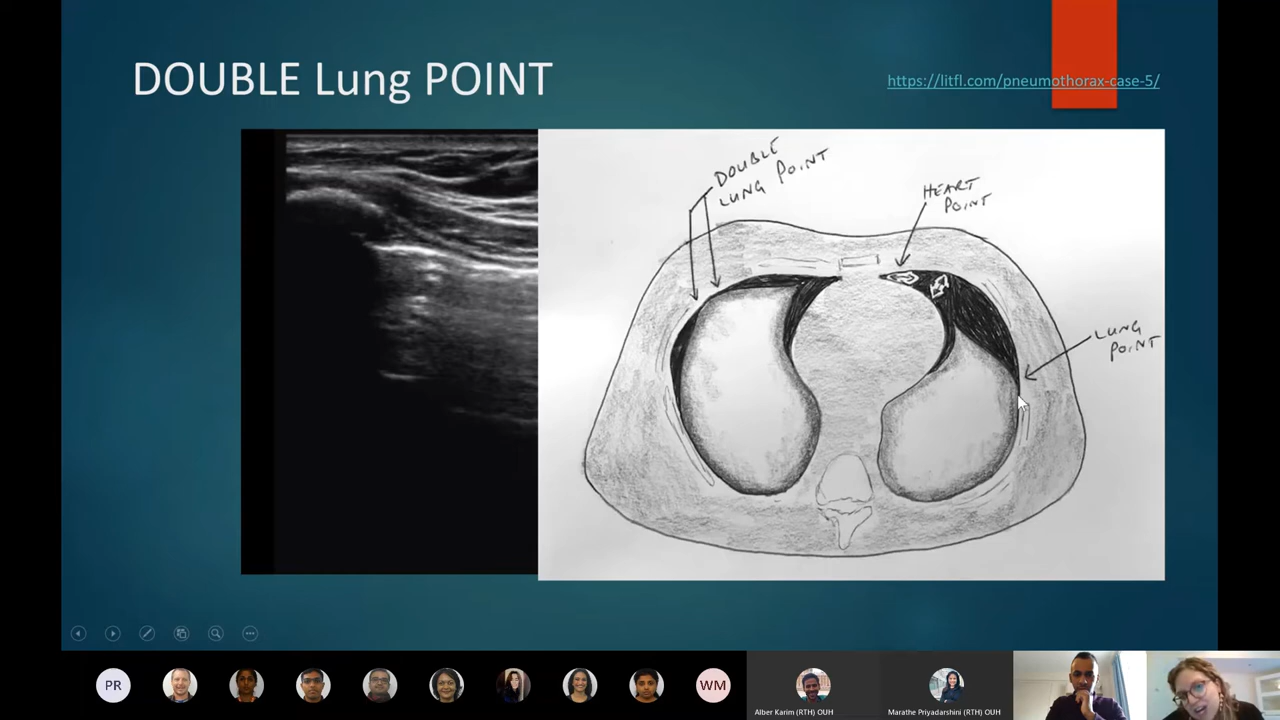 DOUBLE Lung POINT
https://litfl.com/pneumothorax-case-5/
DOUBLE
LUNG POINT
HEART
POINT
LUNG
POINT
PR
WM
Alber Karim (RTH) OUH
Marathe Priyadarshini (RTH) OUH